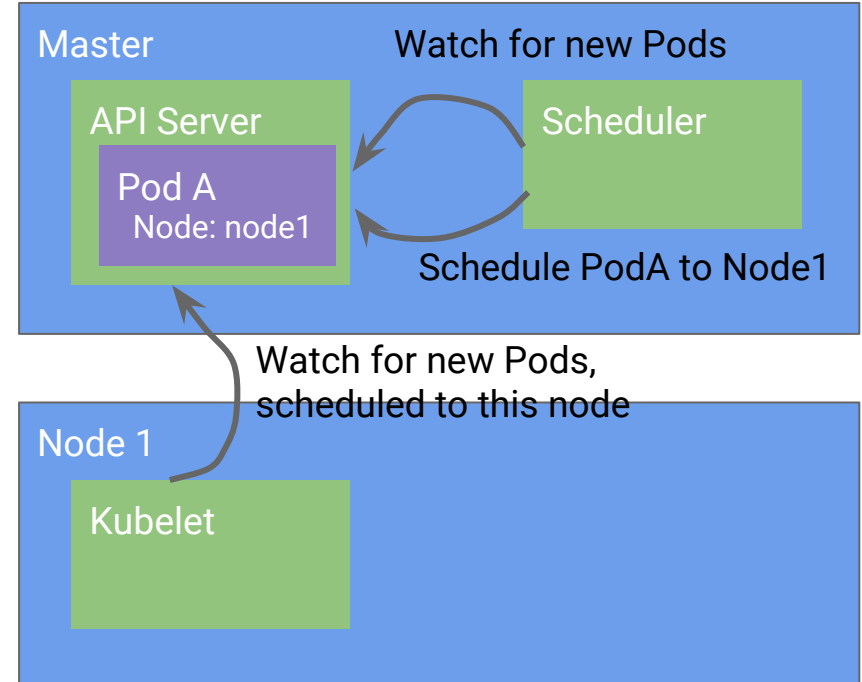 Master
Watch for new Pods
API Server
Scheduler
Pod A
Node: node1
Schedule PodA to Node1
Watch for new Pods,
scheduled to this node
Node 1
Kubelet